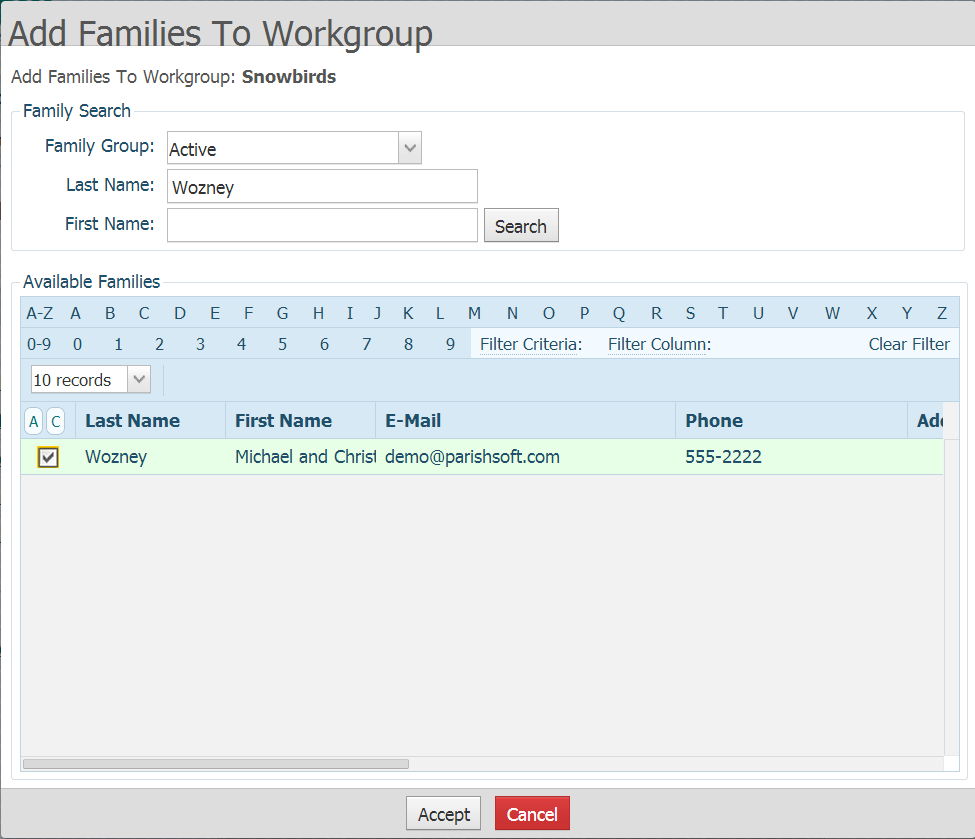 Add Families To Workgroup
Add Families To Workgroup: Snowbirds
Family Search
Family Group: Active
Last Name: Wozney
First Name: Search
Available Families
A-Z A B C D E F G H I J K L M N O P Q R S T U V W X Y Z
0-9 0 1 2 3 4 5 6 7 8 9 Filter Criteria: Filter Column: Clear Filter
10 records
A C Last Name First Name E-Mail Phone
Wozney Michael and Christ demo@parishsoft.com 555-2222
Accept Cancel